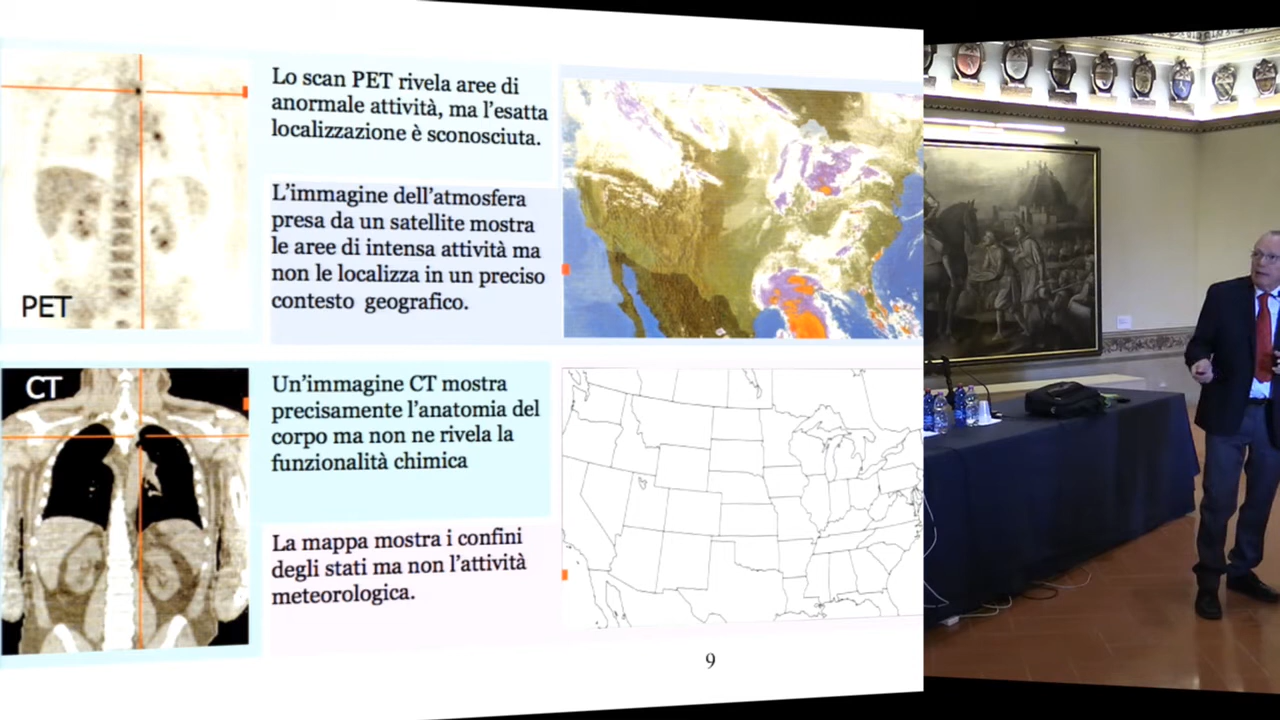 Lo scan PET rivela aree di
anormale attività, ma l'esatta
localizzazione è sconosciuta.
L'immagine dell'atmosfera
presa da un satellite mostra
le aree di intensa attività ma
non le localizza in un preciso
contesto geografico.
PET
CT
Un'immagine CT mostra
precisamente l'anatomia del
corpo ma non ne rivela la
funzionalità chimica
La mappa mostra i confini
degli stati ma non l'attività
meteorologica.
9